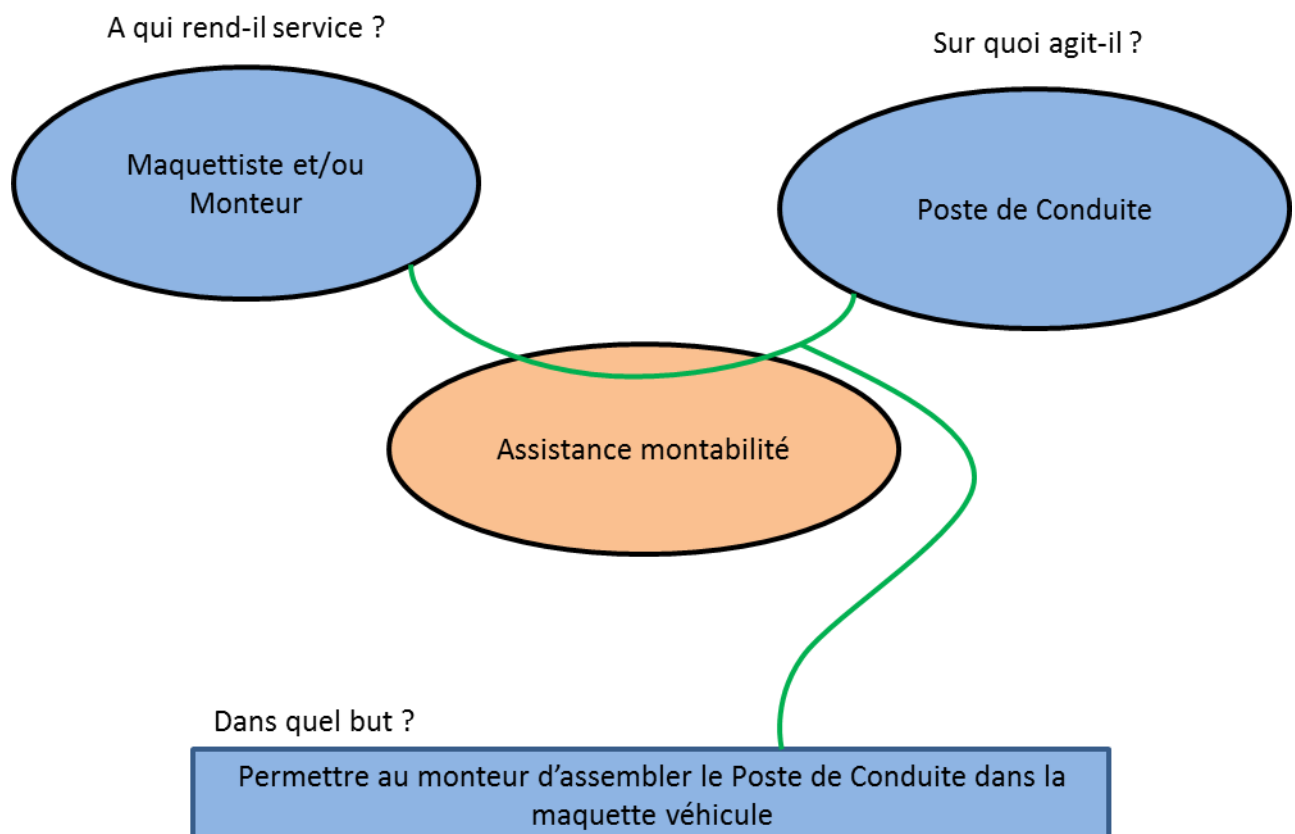 A qui rend-il service ?
Sur quoi agit-il ?
Maquettiste et/ou
Monteur
Poste de Conduite
Assistance montabilité
Dans quel but ?
Permettre au monteur d’assembler le Poste de Conduite dans la
maquette véhicule